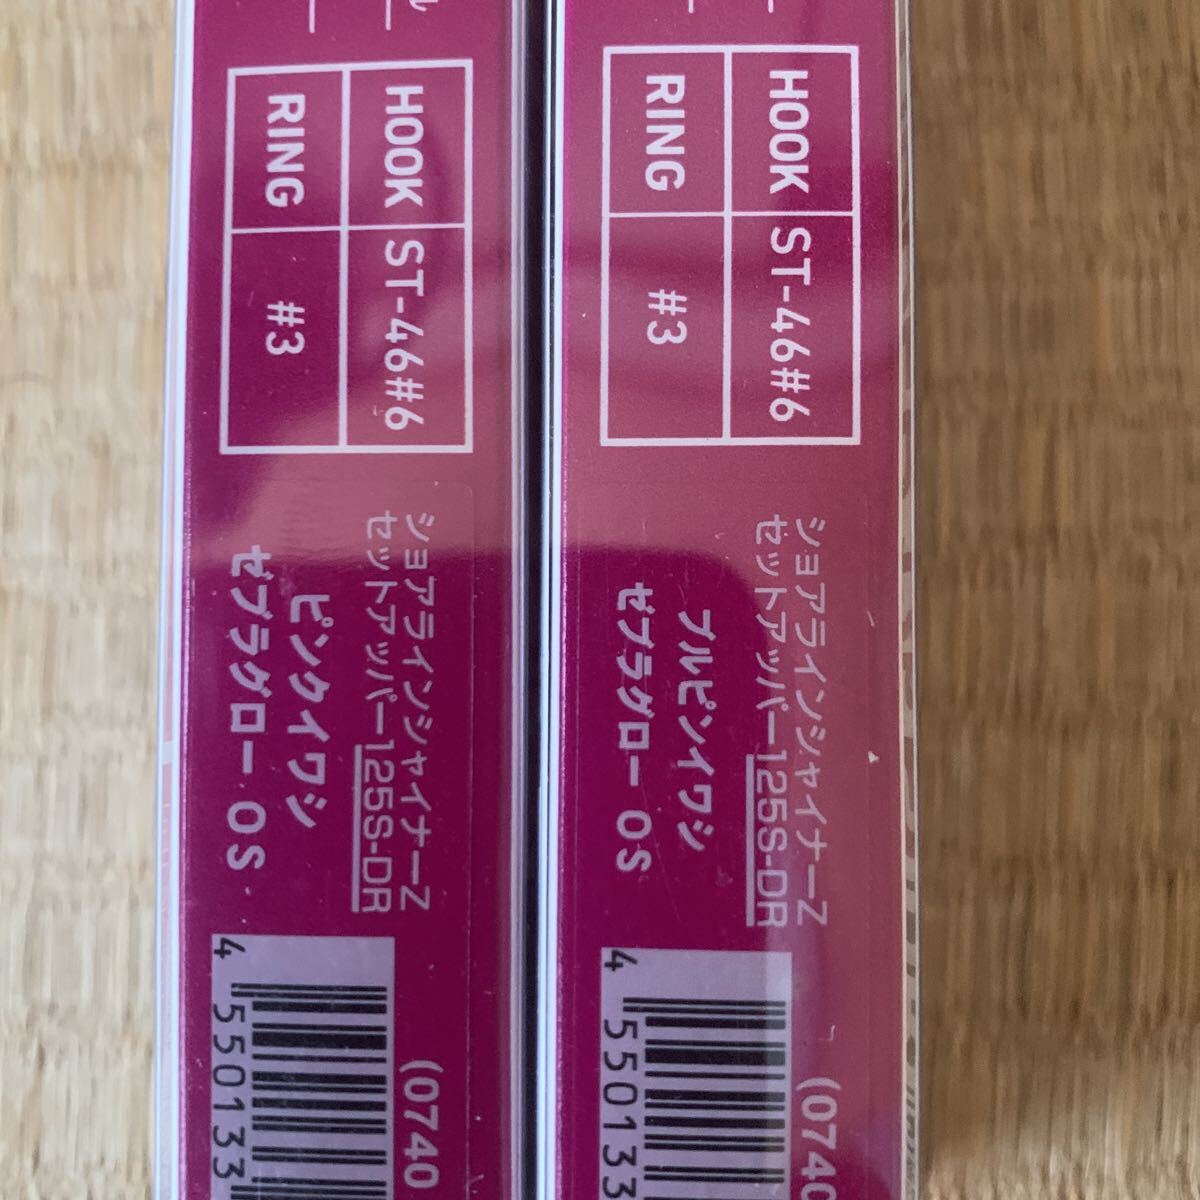 HOOK ST-46#6
RING #3
ショアラインシャイナーZ
セットアッパー125S-DR
ピンクイワシ
ゼブラグロー OS
4 550133
(0740
HOOK ST-46#6
RING #3
ショアラインシャイナーZ
セットアッパー125S-DR
ブルピンイワシ
ゼブラグロー OS
4 550133
(0740